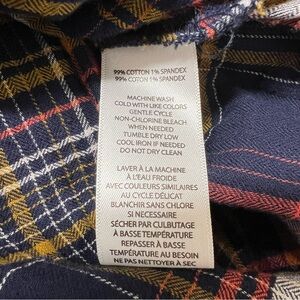 99% COTTON 1% SPANDEX
99% COTON 1% SPANDEX
MACHINE WASH
COLD WITH LIKE COLORS
GENTLE CYCLE
NON-CHLORINE BLEACH
WHEN NEEDED
TUMBLE DRY LOW
COOL IRON IF NEEDED
DO NOT DRY CLEAN
LAVER À LA MACHINE
À L'EAU FROIDE
AVEC COULEURS SIMILAIRES
AU CYCLE DÉLICAT
BLANCHIR SANS CHLORE
SI NECESSAIRE
SÉCHER PAR CULBUTAGE
À BASSE TEMPÉRATURE
REPASSER À BASSE
TEMPÉRATURE AU BESOIN
NE PAS NETTOYER À SEC